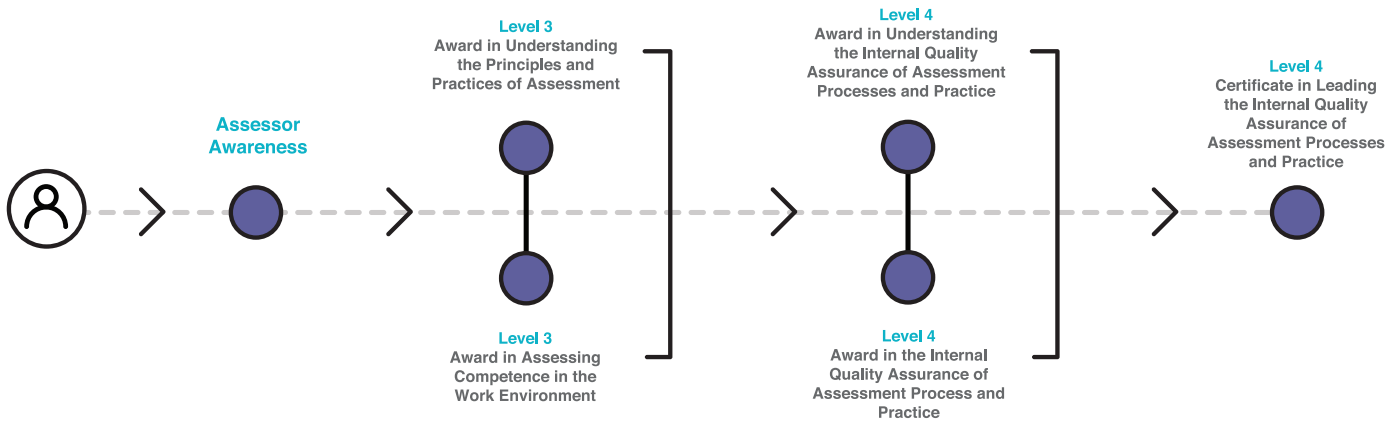 Assessor
Awareness
Level 3
Award in Understanding
the Principles and
Practices of Assessment
Level 3
Award in Assessing
Competence in the
Work Environment
Level 4
Award in Understanding
the Internal Quality
Assurance of Assessment
Processes and Practice
Level 4
Award in the Internal
Quality Assurance of
Assessment Process and
Practice
Level 4
Certificate in Leading
the Internal Quality
Assurance of
Assessment Processes
and Practice